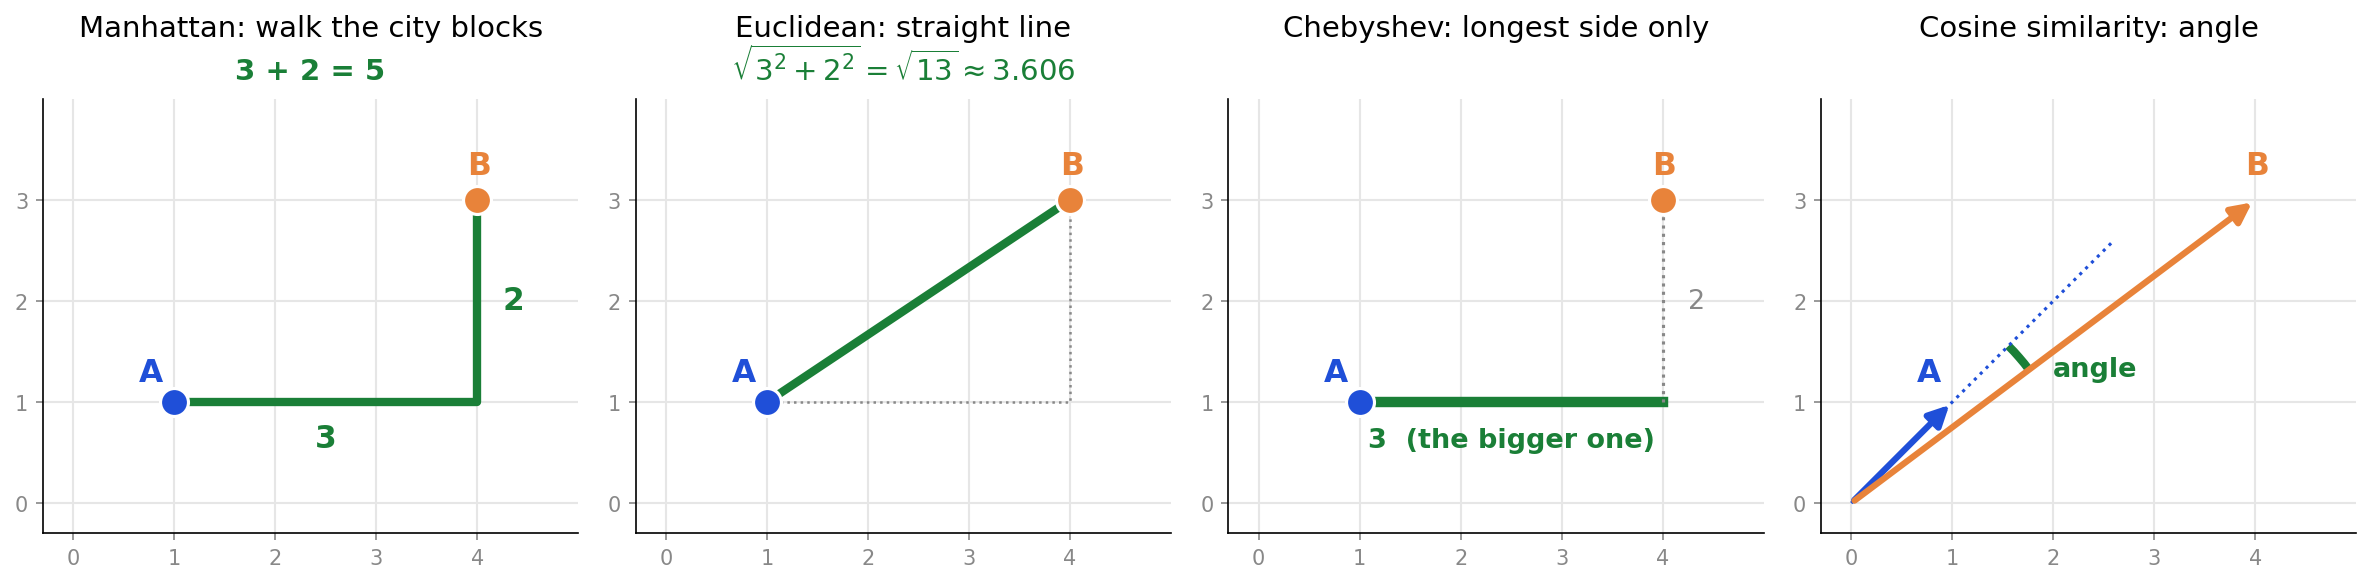 Manhattan: walk the city blocks
3 + 2 = 5
B
2
A
3
3
2
1
0
0 1 2 3 4
Euclidean: straight line
√(3² + 2²) = √13 ≈ 3.606
B
A
3
2
1
0
0 1 2 3 4
Chebyshev: longest side only
B
2
A
3 (the bigger one)
3
2
1
0
0 1 2 3 4
Cosine similarity: angle
B
A
angle
3
2
1
0
0 1 2 3 4